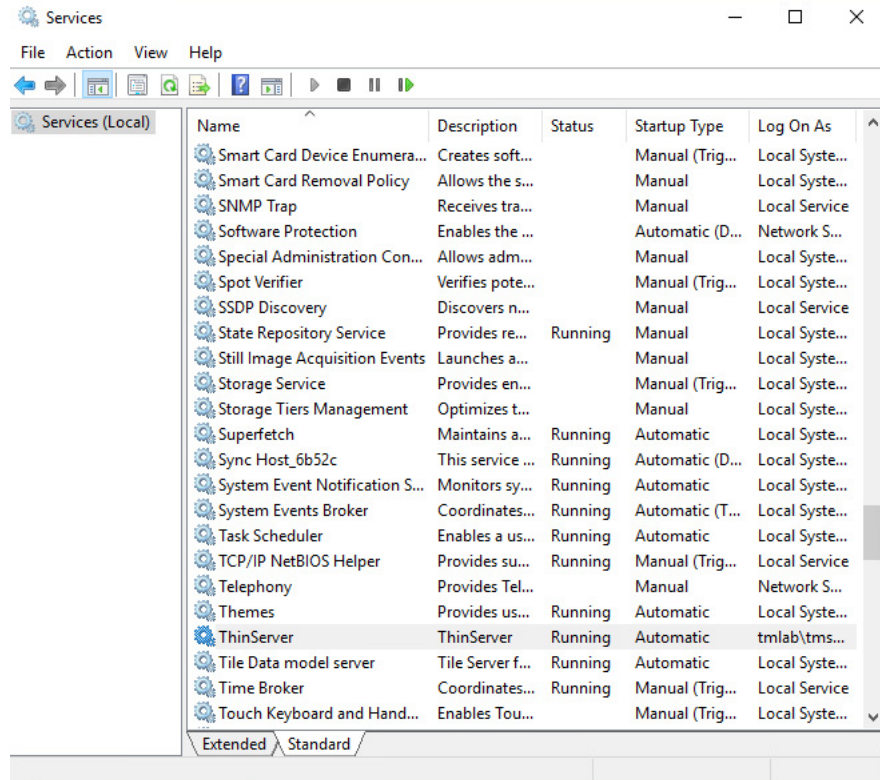 Services
File Action View Help
Services (Local)
Name Description Status Startup Type Log On As
Smart Card Device Enumera... Creates soft... Manual (Trig... Local Syste...
Smart Card Removal Policy Allows the s... Manual Local Syste...
SNMP Trap Receives tra... Manual Local Service
Software Protection Enables the ... Automatic (D... Network S...
Special Administration Con... Allows adm... Manual Local Syste...
Spot Verifier Verifies pote... Manual (Trig... Local Syste...
SSDP Discovery Discovers n... Manual Local Service
State Repository Service Provides re... Running Manual Local Syste...
Still Image Acquisition Events Launches a... Manual Local Syste...
Storage Service Provides en... Manual (Trig... Local Syste...
Storage Tiers Management Optimizes t... Manual Local Syste...
Superfetch Maintains a... Running Automatic Local Syste...
Sync Host_6b52c This service ... Running Automatic (D... Local Syste...
System Event Notification S... Monitors sy... Running Automatic Local Syste...
System Events Broker Coordinates... Running Automatic (T... Local Syste...
Task Scheduler Enables a us... Running Automatic Local Syste...
TCP/IP NetBIOS Helper Provides su... Running Manual (Trig... Local Service
Telephony Provides Tel... Manual Network S...
Themes Provides us... Running Automatic Local Syste...
ThinServer ThinServer Running Automatic tmlab\tms...
Tile Data model server Tile Server f... Running Automatic Local Syste...
Time Broker Coordinates... Running Manual (Trig... Local Service
Touch Keyboard and Hand... Enables Tou... Manual (Trig... Local Syste...
Extended Standard